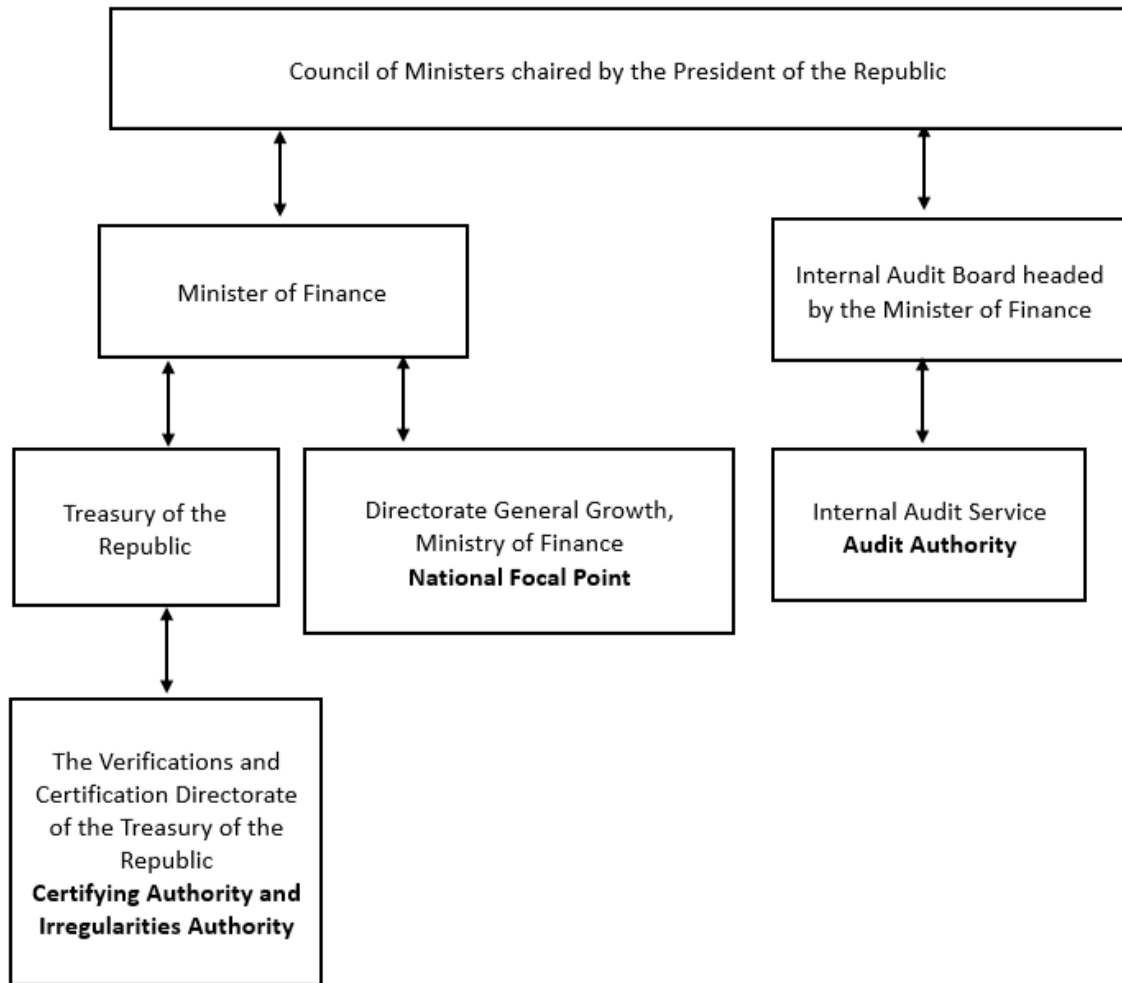 Council of Ministers chaired by the President of the Republic
Minister of Finance
Internal Audit Board headed
by the Minister of Finance
Treasury of the
Republic
Directorate General Growth,
Ministry of Finance
National Focal Point
Internal Audit Service
Audit Authority
The Verifications and
Certification Directorate
of the Treasury of the
Republic
Certifying Authority and
Irregularities Authority